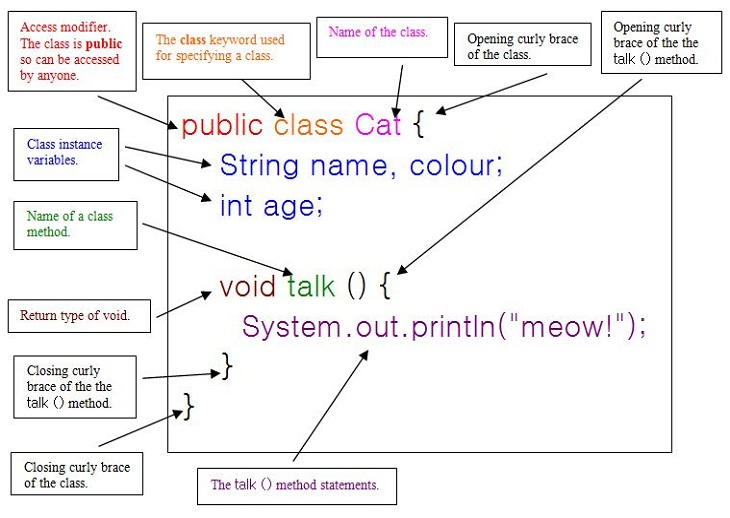 Access modifier.
The class is public
so can be accessed
by anyone.
The class keyword used
for specifying a class.
Name of the class.
Opening curly brace
of the class.
Opening curly
brace of the the
talk () method.
public class Cat {
Class instance
variables.
String name, colour;
int age;
Name of a class
method.
void talk () {
Return type of void.
System.out.println("meow!");
Closing curly
brace of the the
talk () method.
}
}
Closing curly brace
of the class.
The talk () method statements.